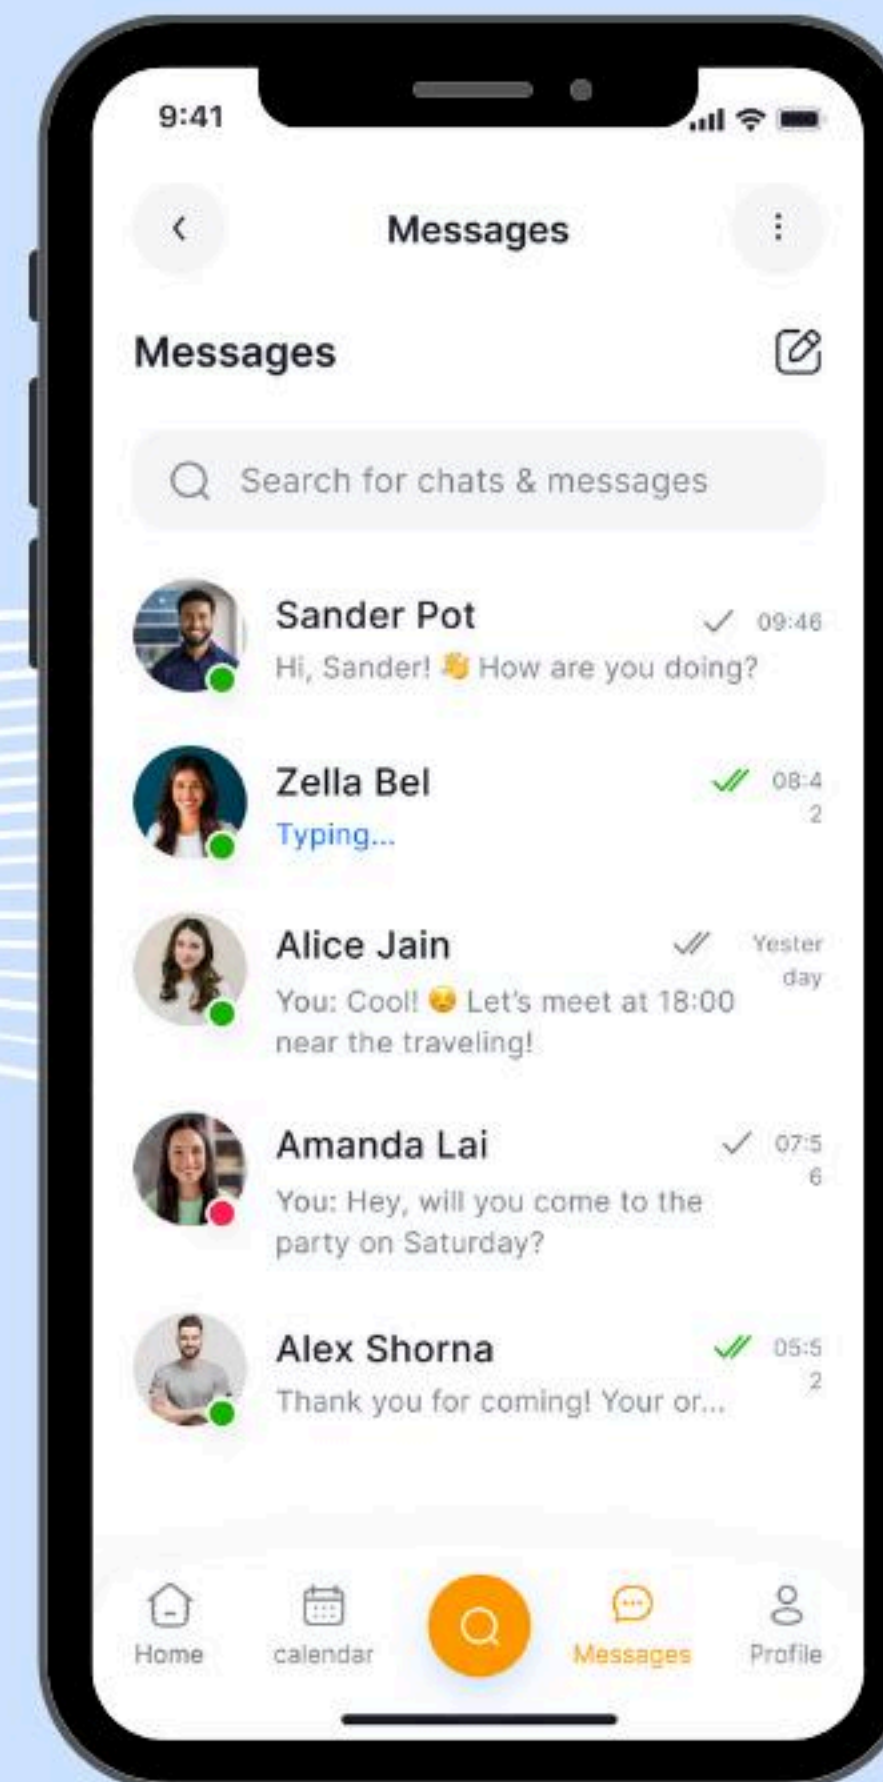 9:41
Messages
Messages
Search for chats & messages
Sander Pot
09:46
Hi, Sander! 👋 How are you doing?
Zella Bel
08:4
2
Typing...
Alice Jain
Yester
day
You: Cool! 😌 Let's meet at 18:00
near the traveling!
Amanda Lai
07:5
6
You: Hey, will you come to the
party on Saturday?
Alex Shorna
05:5
2
Thank you for coming! Your or...
Home
calendar
Messages
Profile